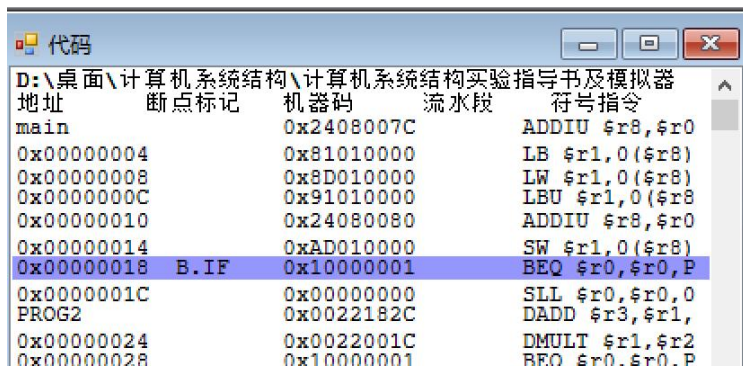 代码
D:\桌面\计算机系统结构\计算机系统结构实验指导书及模拟器
地址 断点标记 机器码 流水段 符号指令
main 0x2408007C ADDIU $r8,$r0
0x00000004 0x81010000 LB $r1,0($r8)
0x00000008 0x8D010000 LW $r1,0($r8)
0x0000000C 0x91010000 LBU $r1,0($r8
0x00000010 0x24080080 ADDIU $r8,$r0
0x00000014 0xAD010000 SW $r1,0($r8)
0x00000018 B.IF 0x10000001 BEQ $r0,$r0,P
0x0000001C 0x00000000 SLL $r0,$r0,0
PROG2 0x0022182C DADD $r3,$r1,
0x00000024 0x0022001C DMULT $r1,$r2
0x00000028 0x10000001 BEQ $r0,$r0,P